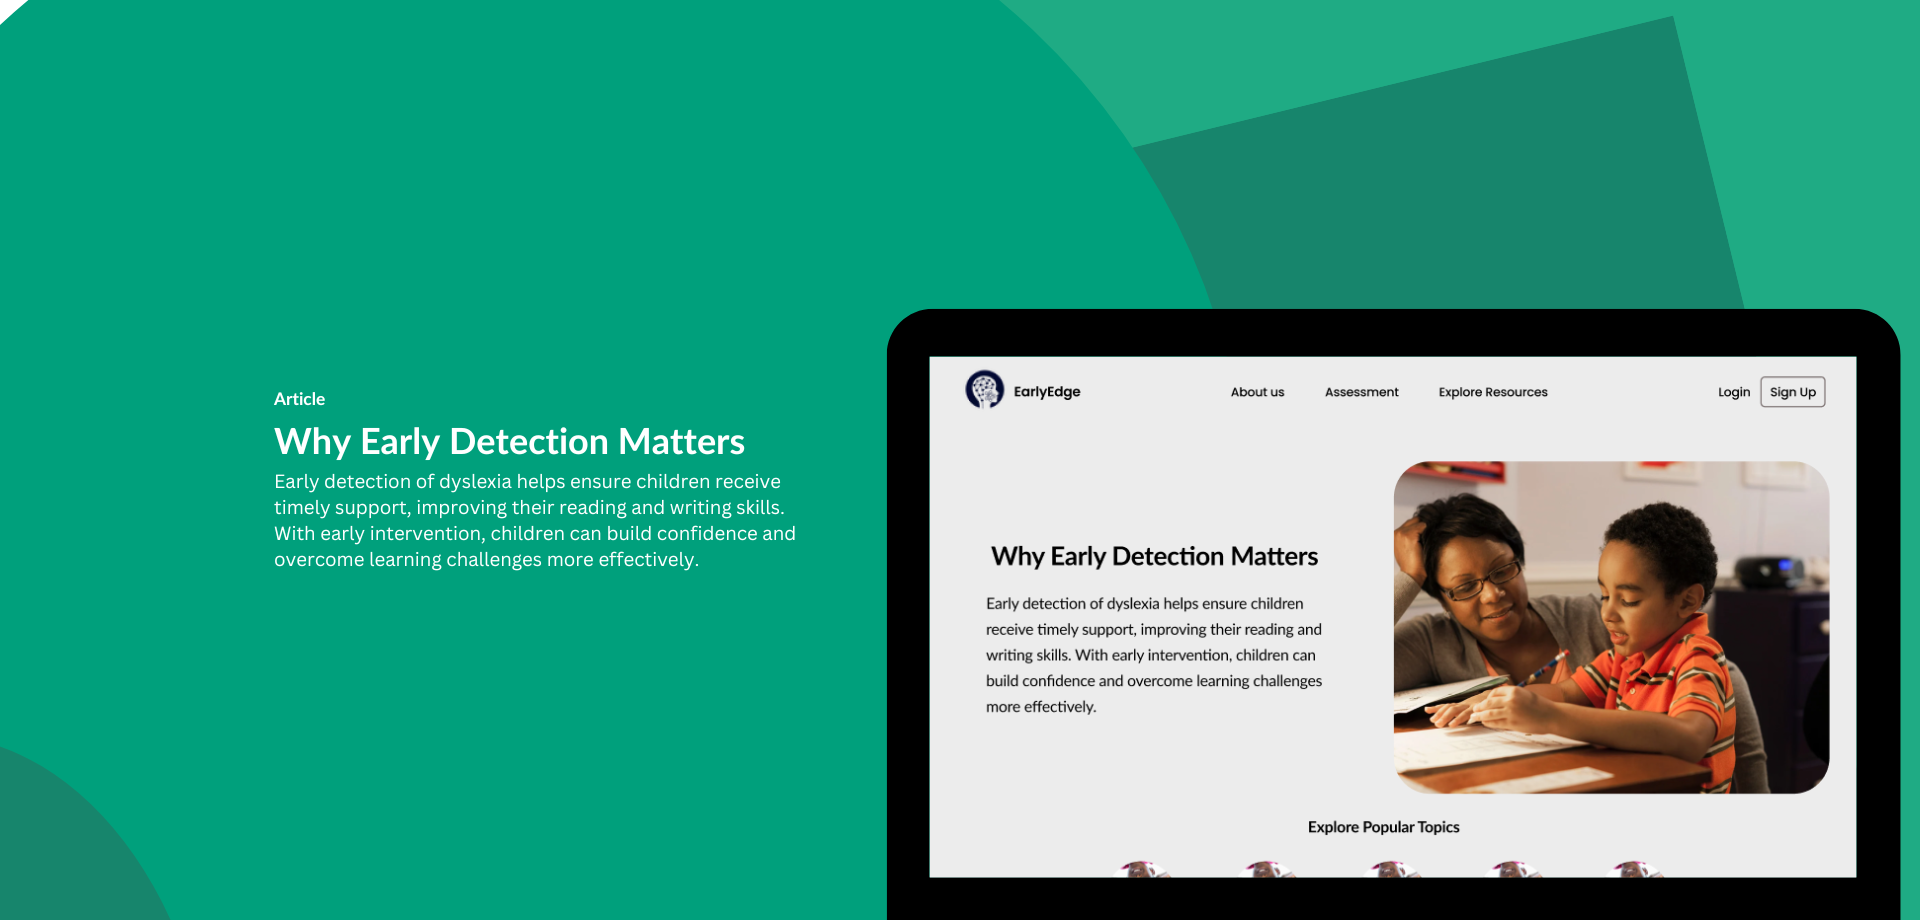 Article
Why Early Detection Matters
Early detection of dyslexia helps ensure children receive
timely support, improving their reading and writing skills.
With early intervention, children can build confidence and
overcome learning challenges more effectively.
EarlyEdge
About us
Assessment
Explore Resources
Login
Sign Up
Why Early Detection Matters
Early detection of dyslexia helps ensure children
receive timely support, improving their reading and
writing skills. With early intervention, children can
build confidence and overcome learning challenges
more effectively.
Explore Popular Topics